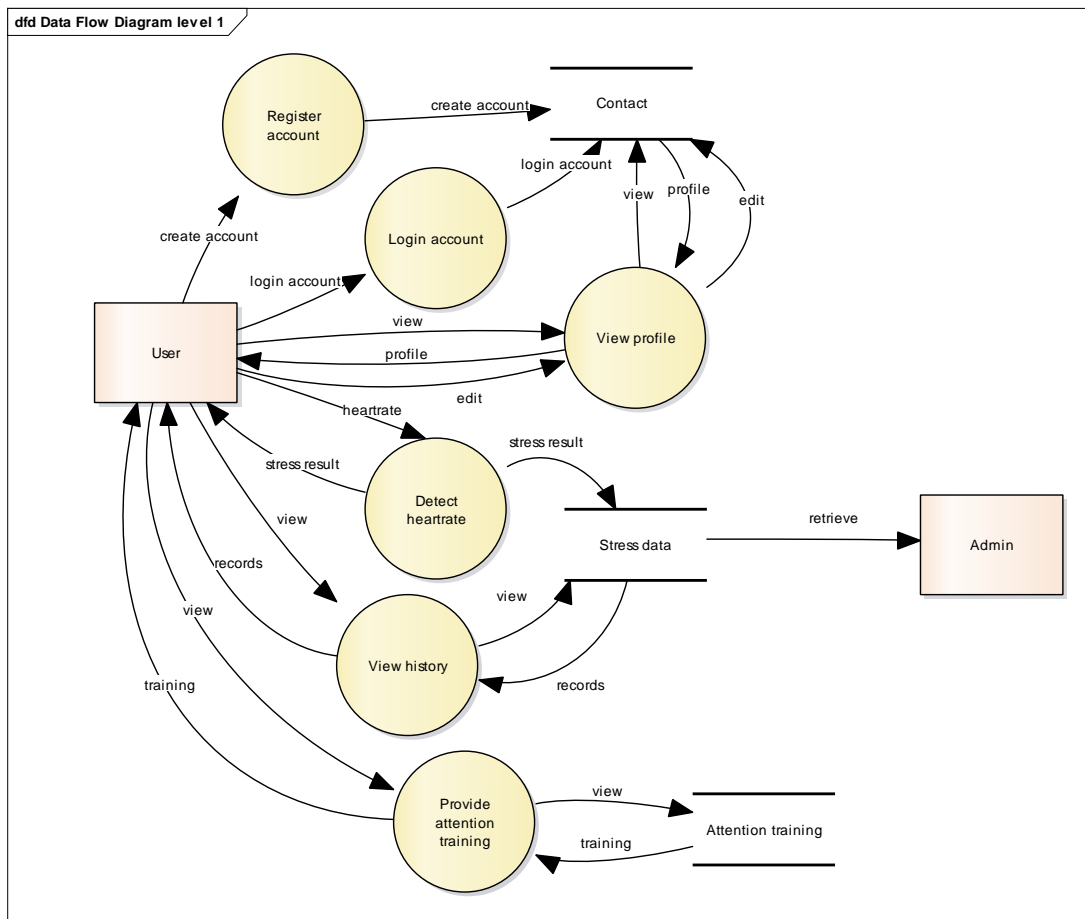 dfd Data Flow Diagram level 1
Register
account
create account
Contact
login account
Login account
view
profile
edit
create account
login account
User
view
profile
edit
View profile
heartrate
stress result
stress result
Detect
heartrate
Stress data
retrieve
Admin
view
records
view
View history
view
records
training
Provide
attention
training
view
training
Attention training